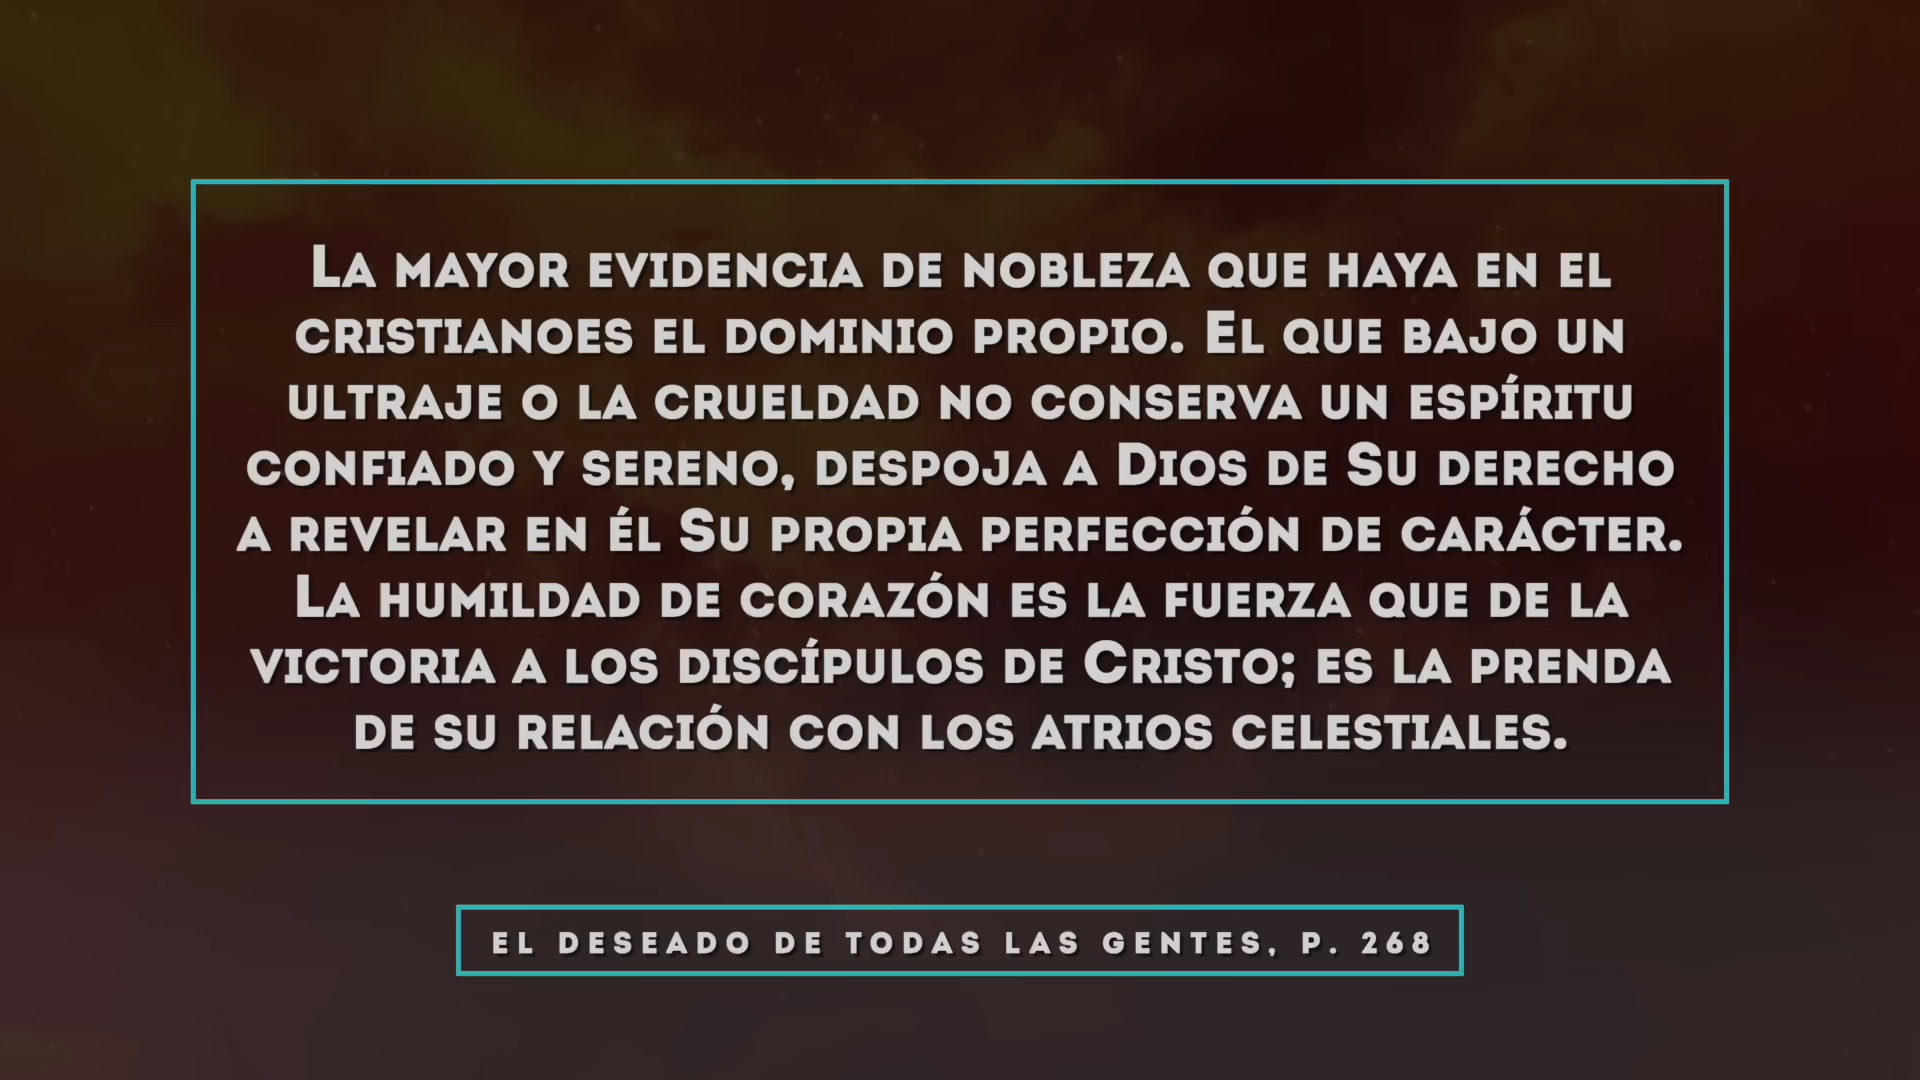 La mayor evidencia de nobleza que haya en el
cristianoes el dominio propio. El que bajo un
ultraje o la crueldad no conserva un espíritu
confiado y sereno, despoja a Dios de Su derecho
a revelar en él Su propia perfección de carácter.
La humildad de corazón es la fuerza que de la
victoria a los discípulos de Cristo; es la prenda
de su relación con los atrios celestiales.
EL DESEADO DE TODAS LAS GENTES, P. 268